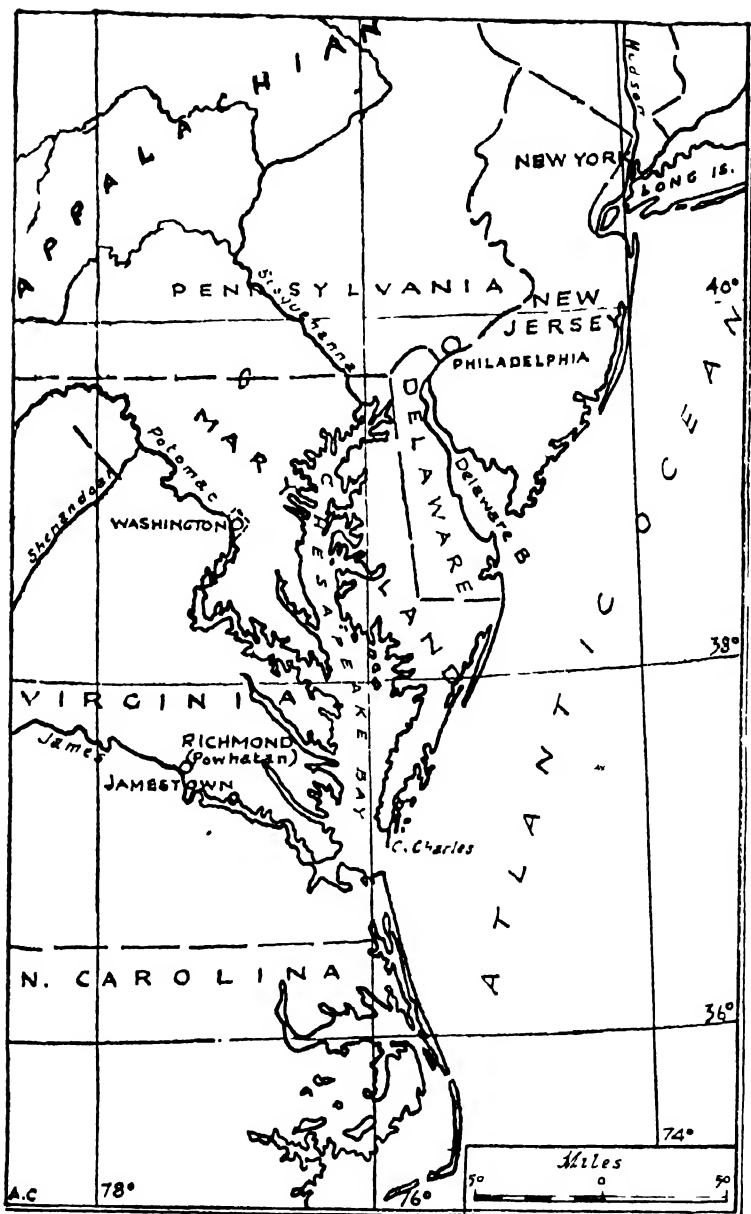 APPALACHIAN
Hudson
NEW YORK
LONG IS.
PENNSYLVANIA
Susquehanna
NEW
JERSEY
40°
PHILADELPHIA
MARYLAND
DELAWARE
Delaware B
Potomac
Shenandoah
WASHINGTON
CHESAPEAKE BAY
ATLANTIC OCEAN
38°
VIRGINIA
James
RICHMOND
(Powhatan)
JAMESTOWN
C. Charles
N. CAROLINA
36°
74°
Miles
50 0 50
A.C
78°
76°